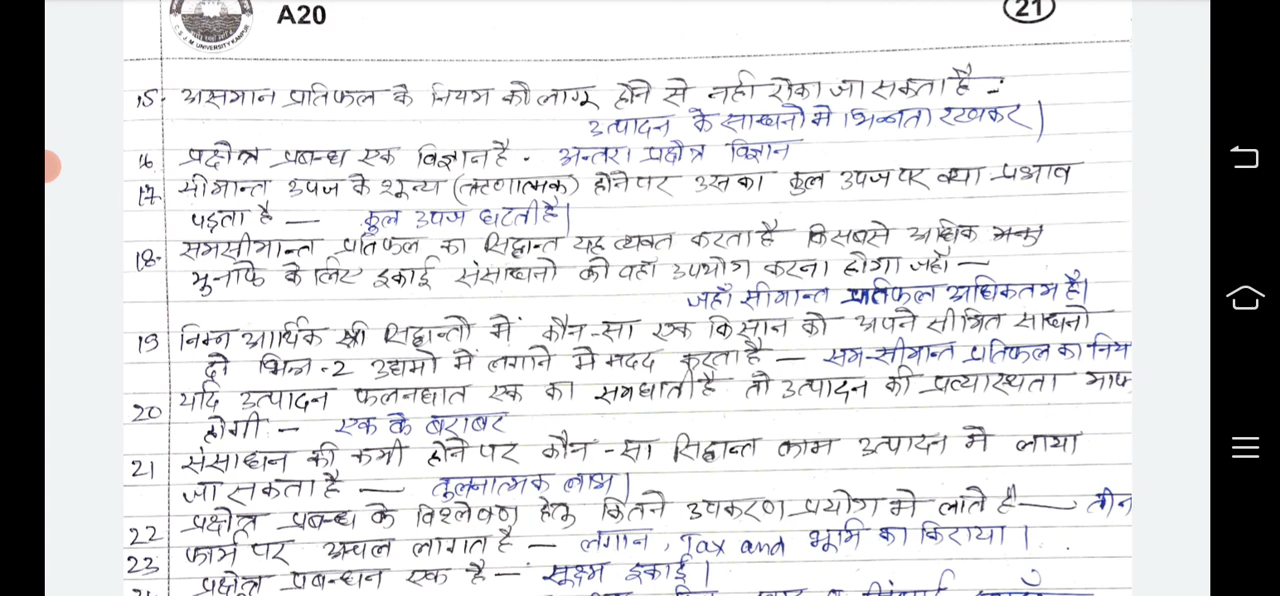 A20
21
C.S.J.M. UNIVERSITY KANPUR
15. असमान प्रतिफल के नियम को लागू होने से नहीं रोका जा सकता है -:
उत्पादन के साधनो मे भिन्नता रखकर।
16 प्रक्षेत्र प्रबन्ध एक विज्ञान है - अन्तरा प्रक्षेत्र विज्ञान
17. सीमान्त उपज के शून्य (ऋणात्मक) होने पर उसका कुल उपज पर क्या प्रभाव
पड़ता है — कुल उपज घटती है।
18. समसीमान्त प्रतिफल का सिद्धान्त यह व्यक्त करता है कि सबसे अधिक
मुनाफे के लिए इकाई संसाधनो को वहाँ उपयोग करना होगा जहाँ —
जहाँ सीमान्त प्रतिफल अधिकतम है।
19 निम्न आर्थिक सिद्धान्तो में कौन-सा एक किसान को अपने सीमित साधनो
को भिन्न-2 उद्यमो में लगाने मे मदद करता है — सम-सीमान्त प्रतिफल का निय
20 यदि उत्पादन फलन घात एक का समघाती है तो उत्पादन की प्रत्यास्थता माप
होगी :- एक के बराबर
21 संसाधन की कमी होने पर कौन-सा सिद्धान्त काम उत्पादन मे लाया
जा सकता है — तुलनात्मक लाभ।
22 प्रक्षेत्र प्रबन्ध के विश्लेषण हेतु कितने उपकरण प्रयोग मे लाते है — तीन
23 फार्म पर अचल लागत है - लगान, Tax and भूमि का किराया।
प्रक्षेत्र प्रबन्धन एक है - सूक्ष्म इकाई।